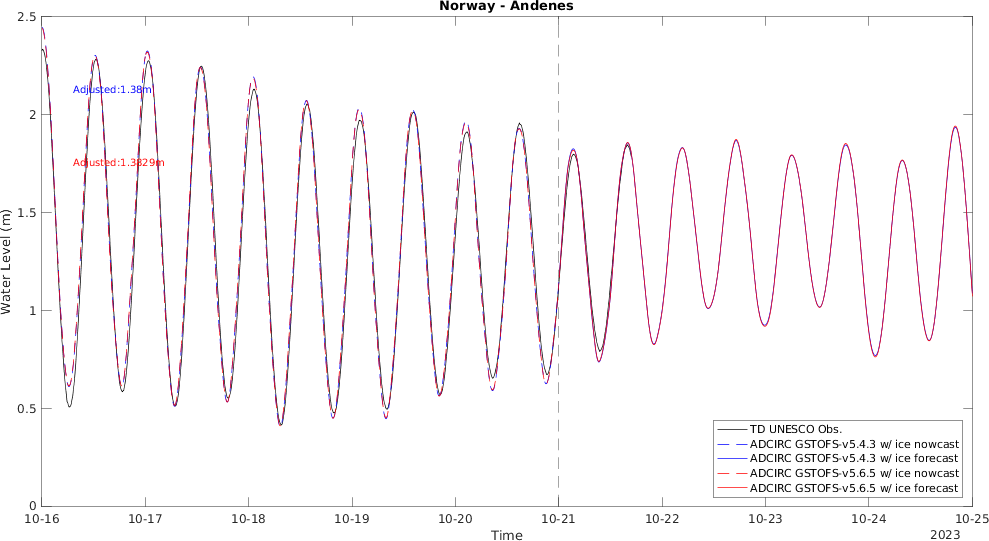 Norway - Andenes
2.5
2
1.5
1
0.5
0
Water Level (m)
Adjusted:1.38m
Adjusted:1.3829m
TD UNESCO Obs.
ADCIRC GSTOFS-v5.4.3 w/ ice nowcast
ADCIRC GSTOFS-v5.4.3 w/ ice forecast
ADCIRC GSTOFS-v5.6.5 w/ ice nowcast
ADCIRC GSTOFS-v5.6.5 w/ ice forecast
10-16 10-17 10-18 10-19 10-20 10-21 10-22 10-23 10-24 10-25
Time
2023